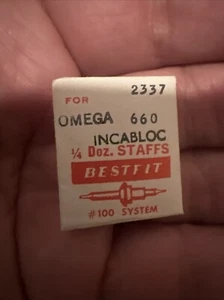 FOR 2337
OMEGA 660
INCABLOC
¼ Doz. STAFFS
BESTFIT
#100 SYSTEM